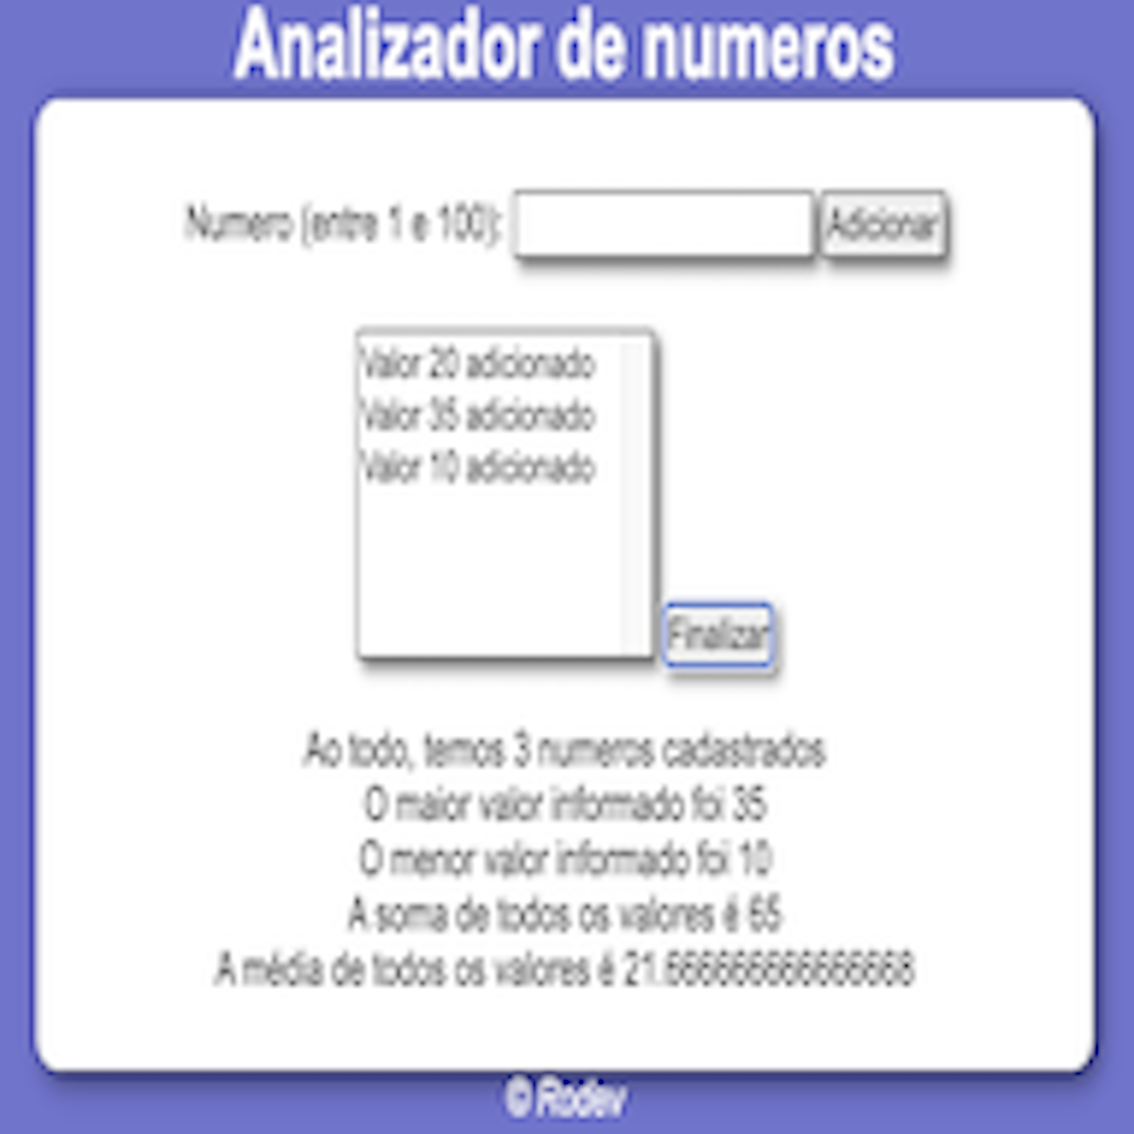 Analizador de numeros
Numero (entre 1 e 100): Adicionar
Valor 20 adicionado
Valor 35 adicionado
Valor 10 adicionado
Finalizar
Ao todo, temos 3 numeros cadastrados
O maior valor informado foi 35
O menor valor informado foi 10
A soma de todos os valores é 65
A média de todos os valores é 21.666666666666668
© Rodev